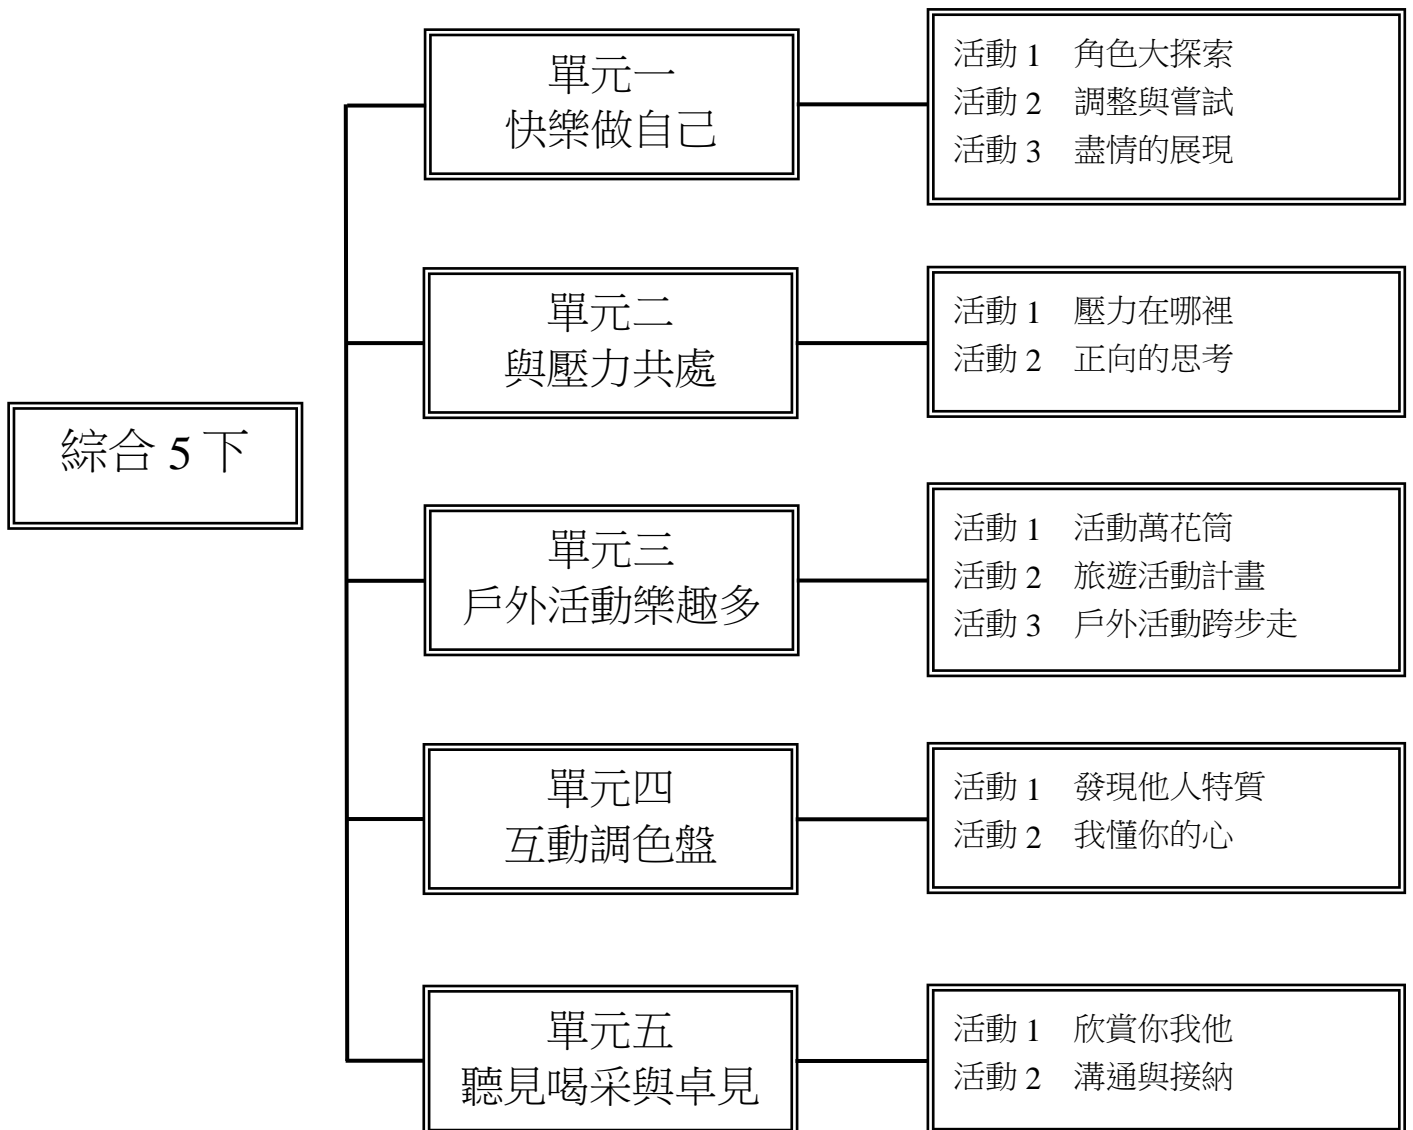 綜合 5 下
單元一
快樂做自己
活動 1 角色大探索
活動 2 調整與嘗試
活動 3 盡情的展現
單元二
與壓力共處
活動 1 壓力在哪裡
活動 2 正向的思考
單元三
戶外活動樂趣多
活動 1 活動萬花筒
活動 2 旅遊活動計畫
活動 3 戶外活動跨步走
單元四
互動調色盤
活動 1 發現他人特質
活動 2 我懂你的心
單元五
聽見喝采與卓見
活動 1 欣賞你我他
活動 2 溝通與接納